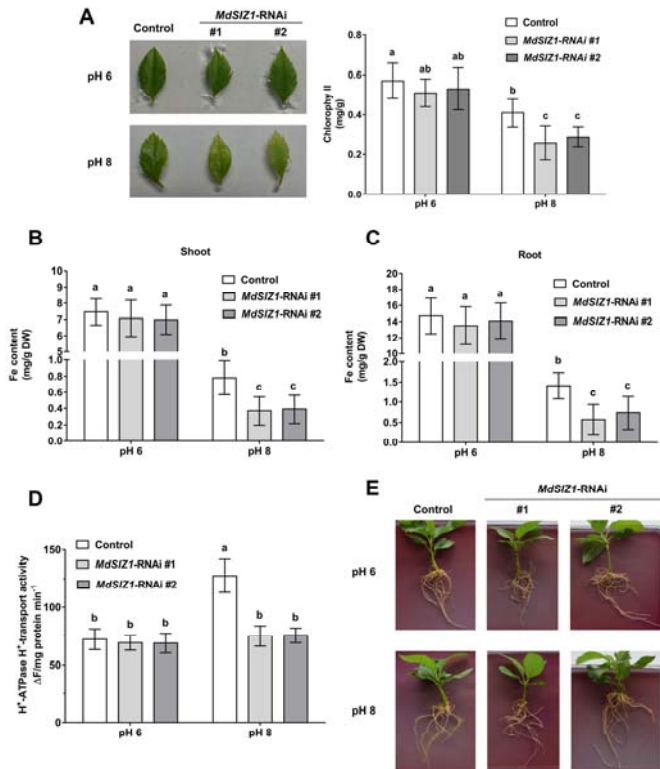 A
MdSIZ1-RNAi
Control
#1
#2
pH 6
pH 8
Chlorophy II
(mg/g)
0.8
0.6
0.4
0.2
0.0
Control
MdSIZ1-RNAi #1
MdSIZ1-RNAi #2
a
ab
ab
b
c
c
pH 6
pH 8
B
Shoot
Fe content
(mg/g DW)
9
8
7
6
5
1.0
0.8
0.6
0.4
0.2
0.0
Control
MdSIZ1-RNAi #1
MdSIZ1-RNAi #2
a
a
a
b
c
c
pH 6
pH 8
C
Root
Fe content
(mg/g DW)
20
18
16
14
12
10
2.0
1.5
1.0
0.5
0.0
Control
MdSIZ1-RNAi #1
MdSIZ1-RNAi #2
a
a
a
b
c
c
pH 6
pH 8
D
H⁺-ATPase H⁺-transport activity
ΔF/mg protein min⁻¹
150
100
50
0
Control
MdSIZ1-RNAi #1
MdSIZ1-RNAi #2
b
b
b
a
b
b
pH 6
pH 8
E
MdSIZ1-RNAi
Control
#1
#2
pH 6
pH 8